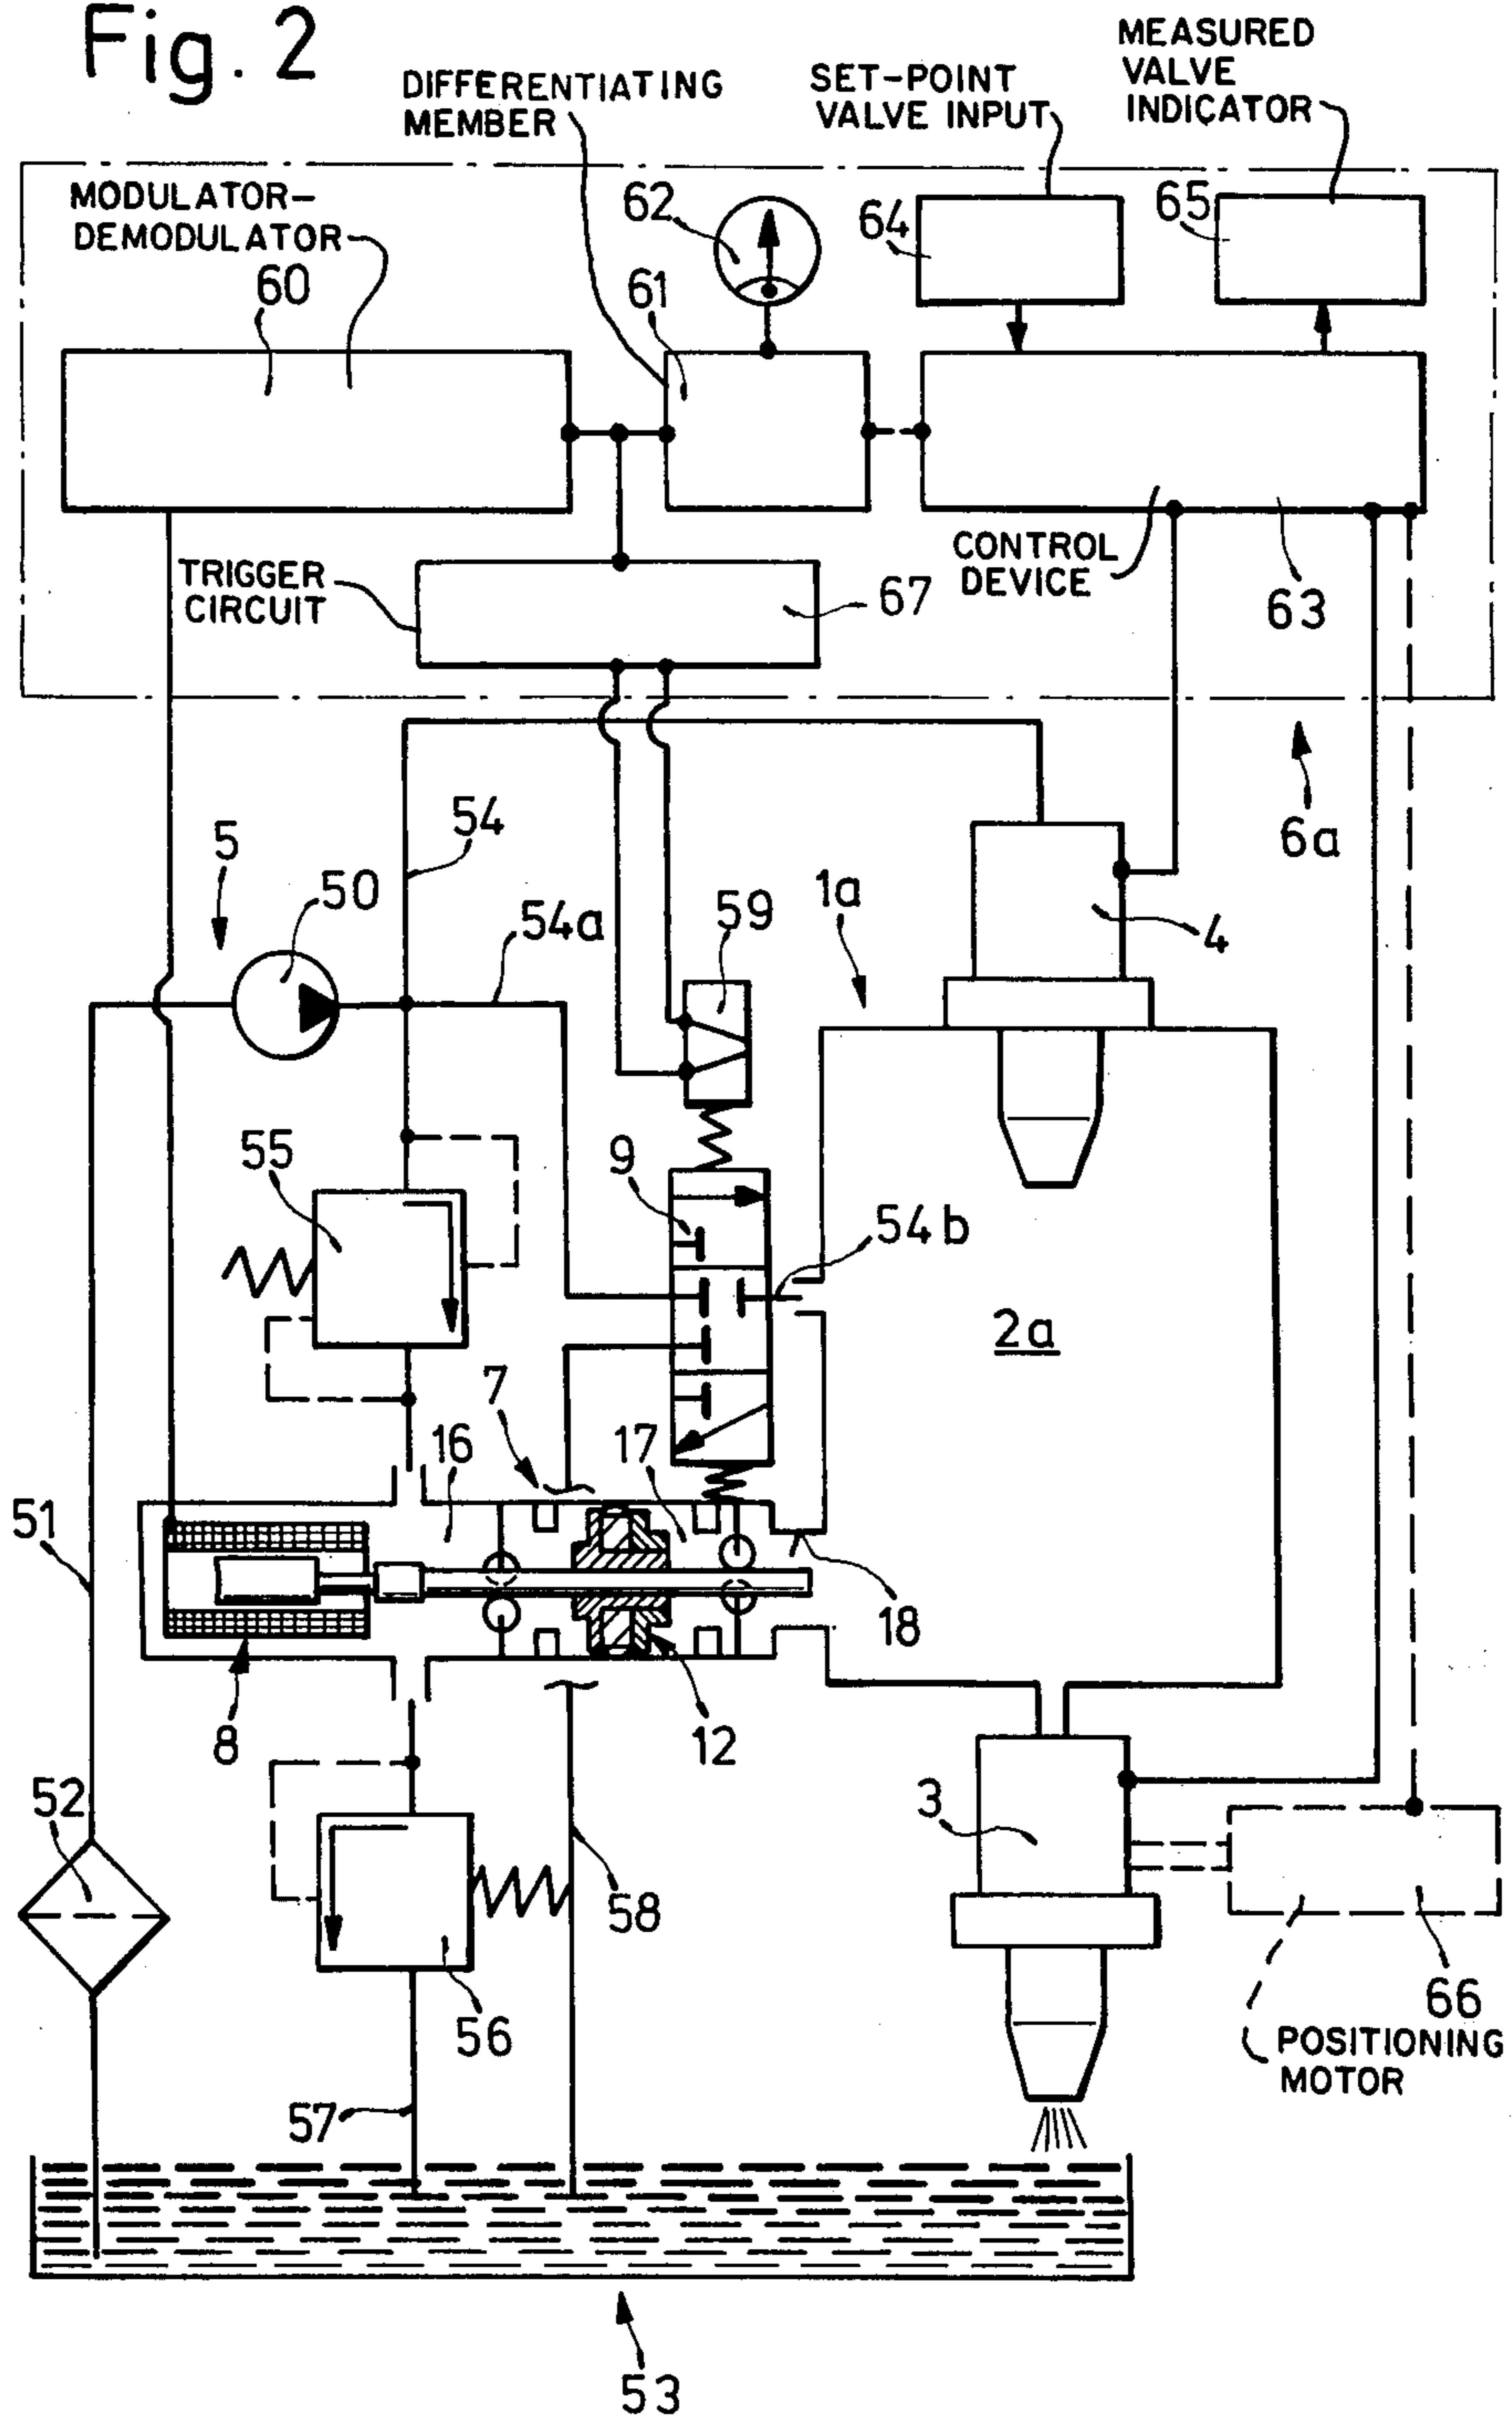 Fig. 2
MEASURED
VALVE
INDICATOR
SET-POINT
VALVE INPUT
DIFFERENTIATING
MEMBER
MODULATOR-
DEMODULATOR
60
62
61
64
65
TRIGGER
CIRCUIT
67
CONTROL
DEVICE
63
6a
5
54
50
54a
59
1a
4
55
9
54b
2a
7
16
17
51
18
8
12
52
3
58
56
66
POSITIONING
MOTOR
57
53